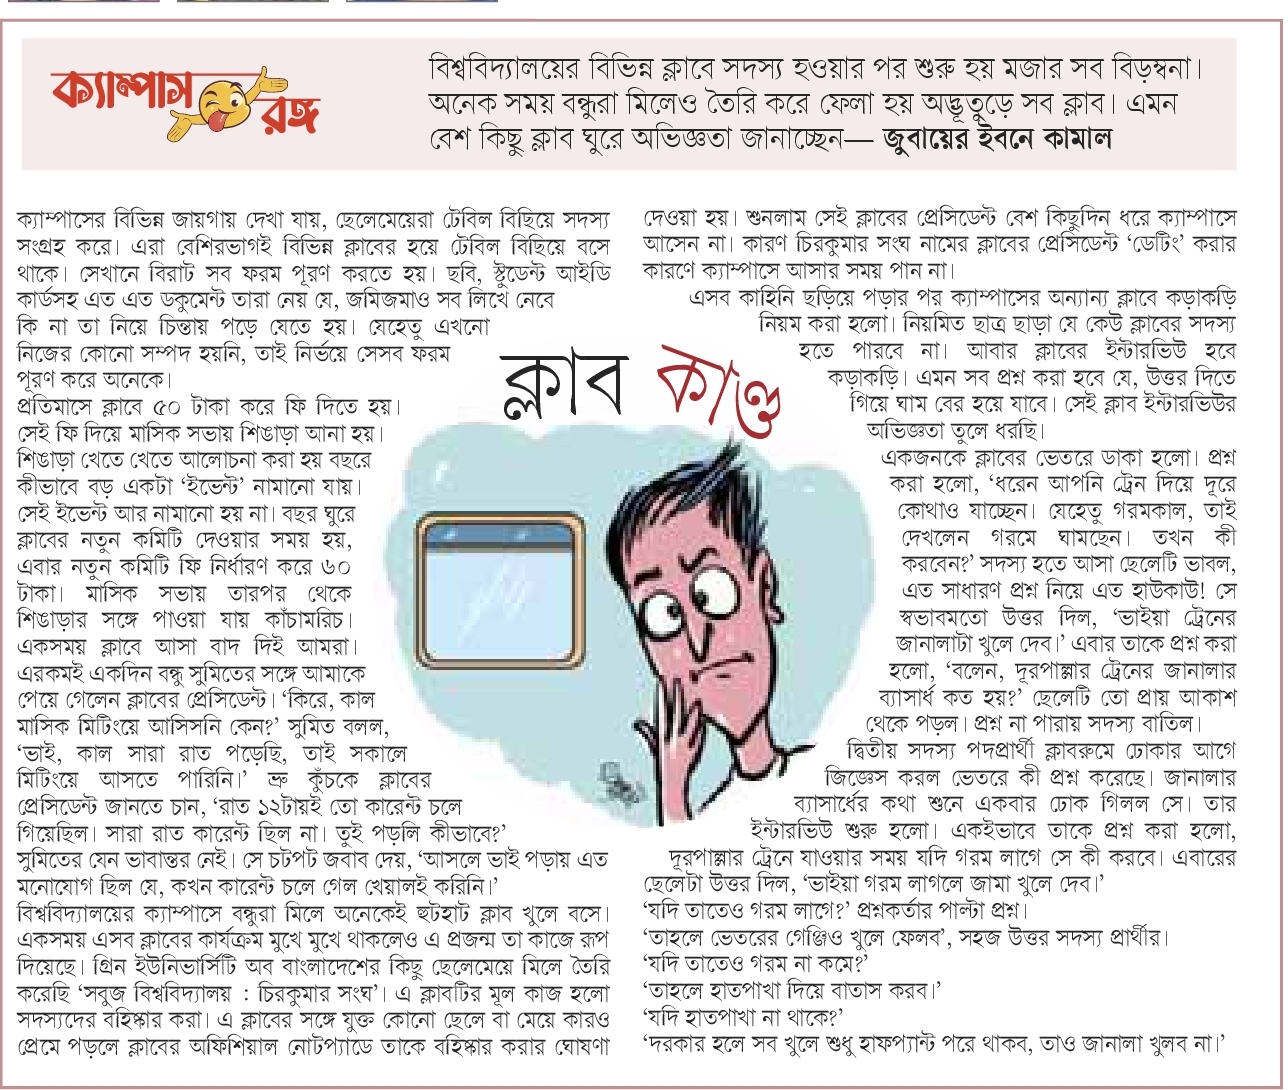 ক্যাম্পাস
রঙ্গ
বিশ্ববিদ্যালয়ের বিভিন্ন ক্লাবে সদস্য হওয়ার পর শুরু হয় মজার সব বিড়ম্বনা।
অনেক সময় বন্ধুরা মিলেও তৈরি করে ফেলা হয় অদ্ভূতুড়ে সব ক্লাব। এমন
বেশ কিছু ক্লাব ঘুরে অভিজ্ঞতা জানাচ্ছেন— জুবায়ের ইবনে কামাল
ক্লাব কাণ্ড
ক্যাম্পাসের বিভিন্ন জায়গায় দেখা যায়, ছেলেমেয়েরা টেবিল বিছিয়ে সদস্য
সংগ্রহ করে। এরা বেশিরভাগই বিভিন্ন ক্লাবের হয়ে টেবিল বিছিয়ে বসে
থাকে। সেখানে বিরাট সব ফরম পূরণ করতে হয়। ছবি, স্টুডেন্ট আইডি
কার্ডসহ এত এত ডকুমেন্ট তারা নেয় যে, জমিজমাও সব লিখে নেবে
কি না তা নিয়ে চিন্তায় পড়ে যেতে হয়। যেহেতু এখনো
নিজের কোনো সম্পদ হয়নি, তাই নির্ভয়ে সেসব ফরম
পূরণ করে অনেকে।
প্রতিমাসে ক্লাবে ৫০ টাকা করে ফি দিতে হয়।
সেই ফি দিয়ে মাসিক সভায় শিঙাড়া আনা হয়।
শিঙাড়া খেতে খেতে আলোচনা করা হয় বছরে
কীভাবে বড় একটা ‘ইভেন্ট’ নামানো যায়।
সেই ইভেন্ট আর নামানো হয় না। বছর ঘুরে
ক্লাবের নতুন কমিটি দেওয়ার সময় হয়,
এবার নতুন কমিটি ফি নির্ধারণ করে ৬০
টাকা। মাসিক সভায় তারপর থেকে
শিঙাড়ার সঙ্গে পাওয়া যায় কাঁচামরিচ।
একসময় ক্লাবে আসা বাদ দিই আমরা।
এরকমই একদিন বন্ধু সুমিতের সঙ্গে আমাকে
পেয়ে গেলেন ক্লাবের প্রেসিডেন্ট। ‘কিরে, কাল
মাসিক মিটিংয়ে আসিসনি কেন?’ সুমিত বলল,
‘ভাই, কাল সারা রাত পড়েছি, তাই সকালে
মিটিংয়ে আসতে পারিনি।’ ভ্রু কুঁচকে ক্লাবের
প্রেসিডেন্ট জানতে চান, ‘রাত ১২টায়ই তো কারেন্ট চলে
গিয়েছিল। সারা রাত কারেন্ট ছিল না। তুই পড়লি কীভাবে?’
সুমিতের যেন ভাবান্তর নেই। সে চটপট জবাব দেয়, ‘আসলে ভাই পড়ায় এত
মনোযোগ ছিল যে, কখন কারেন্ট চলে গেল খেয়ালই করিনি।’
বিশ্ববিদ্যালয়ের ক্যাম্পাসে বন্ধুরা মিলে অনেকেই হুটহাট ক্লাব খুলে বসে।
একসময় এসব ক্লাবের কার্যক্রম মুখে মুখে থাকলেও এ প্রজন্ম তা কাজে রূপ
দিয়েছে। গ্রিন ইউনিভার্সিটি অব বাংলাদেশের কিছু ছেলেমেয়ে মিলে তৈরি
করেছি ‘সবুজ বিশ্ববিদ্যালয় : চিরকুমার সংঘ’। এ ক্লাবটির মূল কাজ হলো
সদস্যদের বহিষ্কার করা। এ ক্লাবের সঙ্গে যুক্ত কোনো ছেলে বা মেয়ে কারও
প্রেমে পড়লে ক্লাবের অফিশিয়াল নোটপ্যাডে তাকে বহিষ্কার করার ঘোষণা
দেওয়া হয়। শুনলাম সেই ক্লাবের প্রেসিডেন্ট বেশ কিছুদিন ধরে ক্যাম্পাসে
আসেন না। কারণ চিরকুমার সংঘ নামের ক্লাবের প্রেসিডেন্ট ‘ডেটিং’ করার
কারণে ক্যাম্পাসে আসার সময় পান না।
এসব কাহিনি ছড়িয়ে পড়ার পর ক্যাম্পাসের অন্যান্য ক্লাবে কড়াকড়ি
নিয়ম করা হলো। নিয়মিত ছাত্র ছাড়া যে কেউ ক্লাবের সদস্য
হতে পারবে না। আবার ক্লাবের ইন্টারভিউ হবে
কড়াকড়ি। এমন সব প্রশ্ন করা হবে যে, উত্তর দিতে
গিয়ে ঘাম বের হয়ে যাবে। সেই ক্লাব ইন্টারভিউর
অভিজ্ঞতা তুলে ধরছি।
একজনকে ক্লাবের ভেতরে ডাকা হলো। প্রশ্ন
করা হলো, ‘ধরেন আপনি ট্রেন দিয়ে দূরে
কোথাও যাচ্ছেন। যেহেতু গরমকাল, তাই
দেখলেন গরমে ঘামছেন। তখন কী
করবেন?’ সদস্য হতে আসা ছেলেটি ভাবল,
এত সাধারণ প্রশ্ন নিয়ে এত হাউকাউ! সে
স্বভাবমতো উত্তর দিল, ‘ভাইয়া ট্রেনের
জানালাটা খুলে দেব।’ এবার তাকে প্রশ্ন করা
হলো, ‘বলেন, দূরপাল্লার ট্রেনের জানালার
ব্যাসার্ধ কত হয়?’ ছেলেটি তো প্রায় আকাশ
থেকে পড়ল। প্রশ্ন না পারায় সদস্য বাতিল।
দ্বিতীয় সদস্য পদপ্রার্থী ক্লাবরুমে ঢোকার আগে
জিজ্ঞেস করল ভেতরে কী প্রশ্ন করেছে। জানালার
ব্যাসার্ধের কথা শুনে একবার ঢোক গিলল সে। তার
ইন্টারভিউ শুরু হলো। একইভাবে তাকে প্রশ্ন করা হলো,
দূরপাল্লার ট্রেনে যাওয়ার সময় যদি গরম লাগে সে কী করবে। এবারের
ছেলেটা উত্তর দিল, ‘ভাইয়া গরম লাগলে জামা খুলে দেব।’
‘যদি তাতেও গরম লাগে?’ প্রশ্নকর্তার পাল্টা প্রশ্ন।
‘তাহলে ভেতরের গেঞ্জিও খুলে ফেলব’, সহজ উত্তর সদস্য প্রার্থীর।
‘যদি তাতেও গরম না কমে?’
‘তাহলে হাতপাখা দিয়ে বাতাস করব।’
‘যদি হাতপাখা না থাকে?’
‘দরকার হলে সব খুলে শুধু হাফপ্যান্ট পরে থাকব, তাও জানালা খুলব না।’